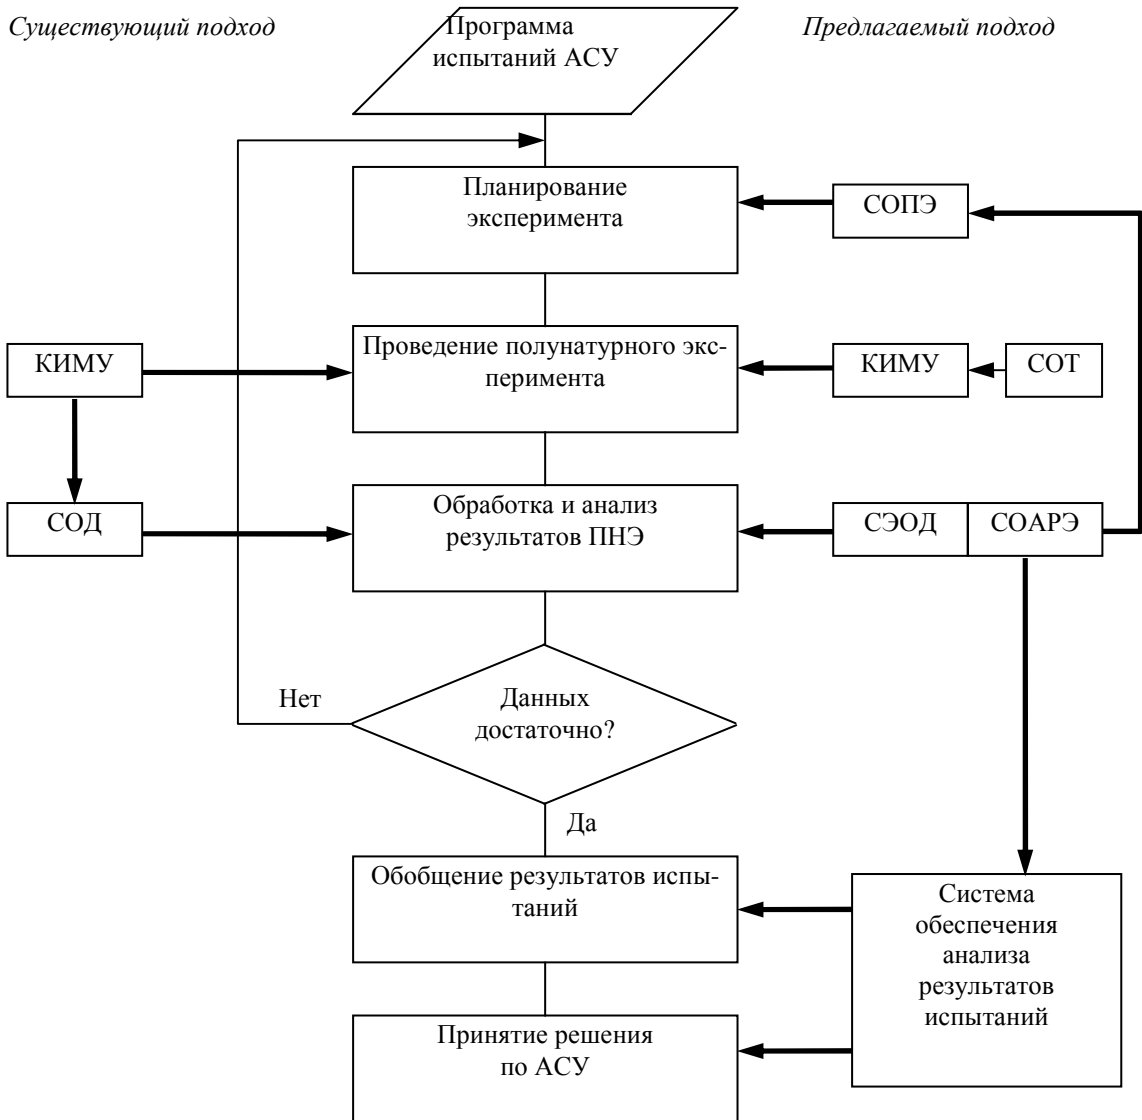 Существующий подход
Программа
испытаний АСУ
Предлагаемый подход
Планирование
эксперимента
СОПЭ
КИМУ
Проведение полунатурного экс-
перимента
КИМУ
СОТ
СОД
Обработка и анализ
результатов ПНЭ
СЭОД
СОАРЭ
Нет
Данных
достаточно?
Да
Обобщение результатов испы-
таний
Система
обеспечения
анализа
результатов
испытаний
Принятие решения
по АСУ